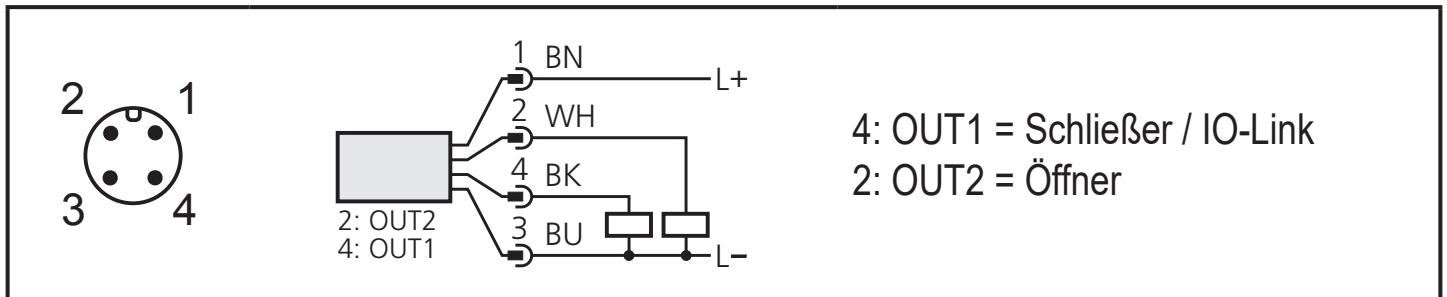 2 1
3 4
1 BN
L+
2 WH
4 BK
3 BU
L–
2: OUT2
4: OUT1
4: OUT1 = Schließer / IO-Link
2: OUT2 = Öffner